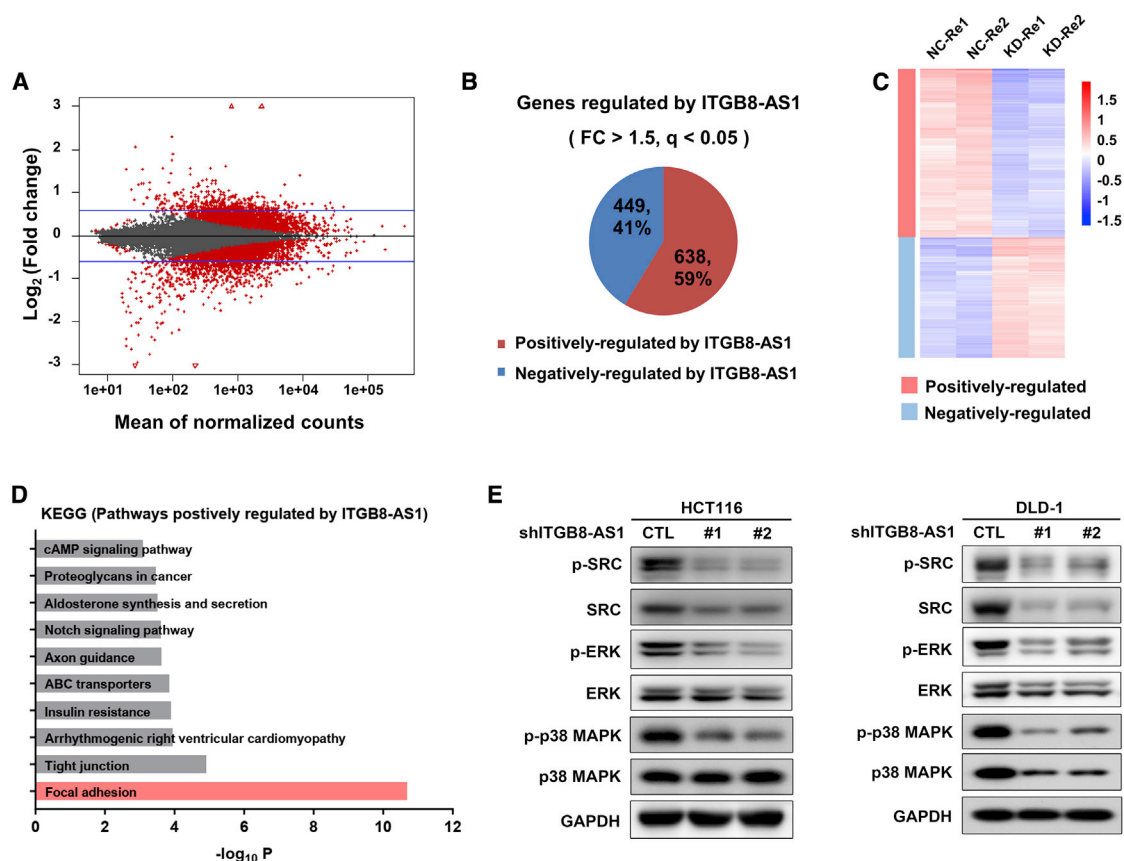 A
Log2(Fold change)
3
2
1
0
-1
-2
-3
1e+01 1e+02 1e+03 1e+04 1e+05
Mean of normalized counts
B
Genes regulated by ITGB8-AS1
( FC > 1.5, q < 0.05 )
449,
41%
638,
59%
Positively-regulated by ITGB8-AS1
Negatively-regulated by ITGB8-AS1
C
NC-Re1 NC-Re2 KD-Re1 KD-Re2
1.5
1
0.5
0
-0.5
-1
-1.5
Positively-regulated
Negatively-regulated
D
KEGG (Pathways postively regulated by ITGB8-AS1)
cAMP signaling pathway
Proteoglycans in cancer
Aldosterone synthesis and secretion
Notch signaling pathway
Axon guidance
ABC transporters
Insulin resistance
Arrhythmogenic right ventricular cardiomyopathy
Tight junction
Focal adhesion
0 2 4 6 8 10 12
-log10 P
E
HCT116
shITGB8-AS1 CTL #1 #2
p-SRC
SRC
p-ERK
ERK
p-p38 MAPK
p38 MAPK
GAPDH
DLD-1
shITGB8-AS1 CTL #1 #2
p-SRC
SRC
p-ERK
ERK
p-p38 MAPK
p38 MAPK
GAPDH